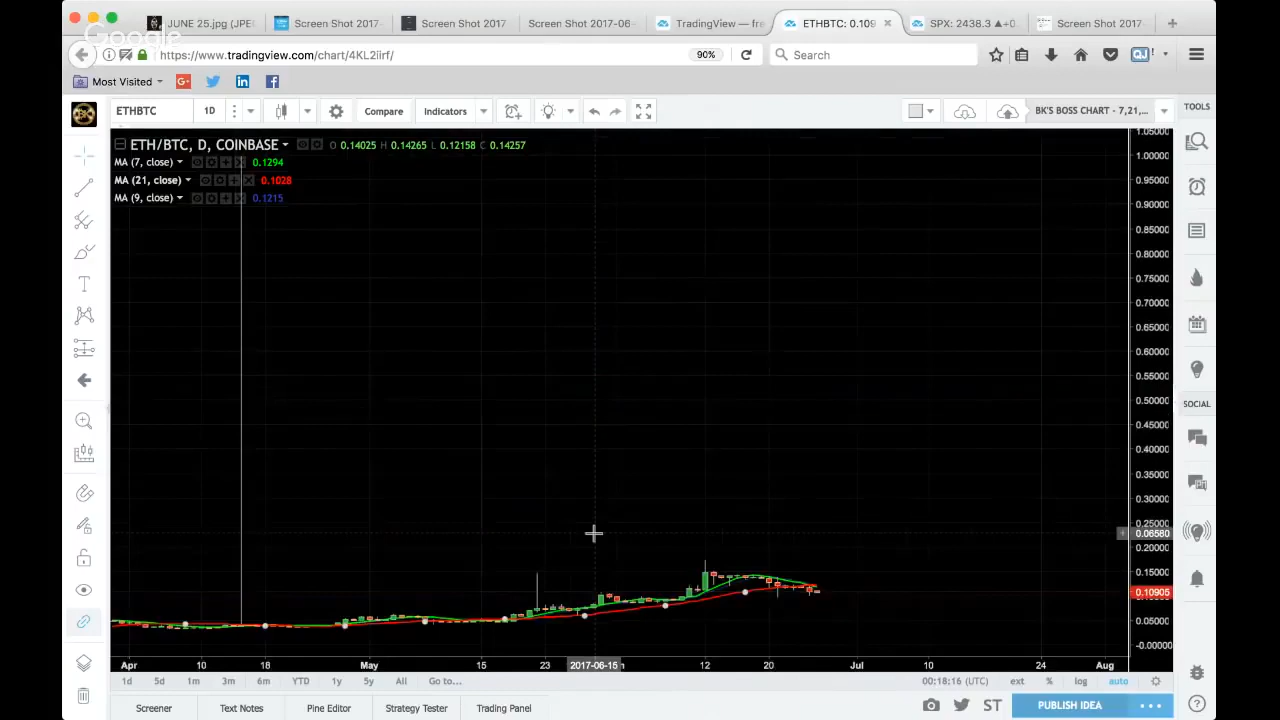 JUNE 25.jpg (JPE
Screen Shot 2017-
Screen Shot 2017
Screen Shot 2017-06-
TradingView — fre
ETHBTC: 0.109
SPX: 2438.3 ▲+0.
Screen Shot 2017-
Google
https://www.tradingview.com/chart/4KL2iirf/
90%
Search
Most Visited
ETHBTC 1D Compare Indicators BK'S BOSS CHART - 7,21,...
TOOLS
ETH/BTC, D, COINBASE O 0.14025 H 0.14265 L 0.12158 C 0.14257
MA (7, close) 0.1294
MA (21, close) 0.1028
MA (9, close) 0.1215
1.05000
1.00000
0.95000
0.90000
0.85000
0.80000
0.75000
0.70000
0.65000
0.60000
0.55000
0.50000
0.45000
0.40000
0.35000
0.30000
0.25000
0.06580
0.20000
0.15000
0.10905
0.05000
-0.00000
SOCIAL
Apr 10 18 May 15 23 2017-06-15 12 20 Jul 10 24 Aug
1d 5d 1m 3m 6m YTD 1y 5y All Go to... 00:18:16 (UTC) ext % log auto
Screener Text Notes Pine Editor Strategy Tester Trading Panel ST PUBLISH IDEA